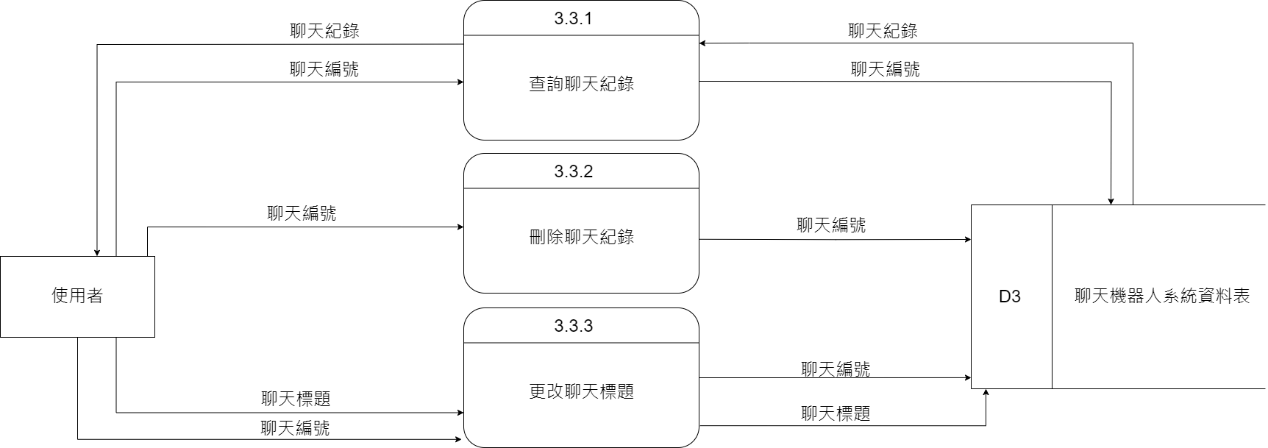 3.3.1
聊天紀錄
聊天紀錄
聊天編號
查詢聊天紀錄
聊天編號
3.3.2
聊天編號
刪除聊天紀錄
聊天編號
使用者
D3
聊天機器人系統資料表
3.3.3
聊天編號
更改聊天標題
聊天標題
聊天標題
聊天編號